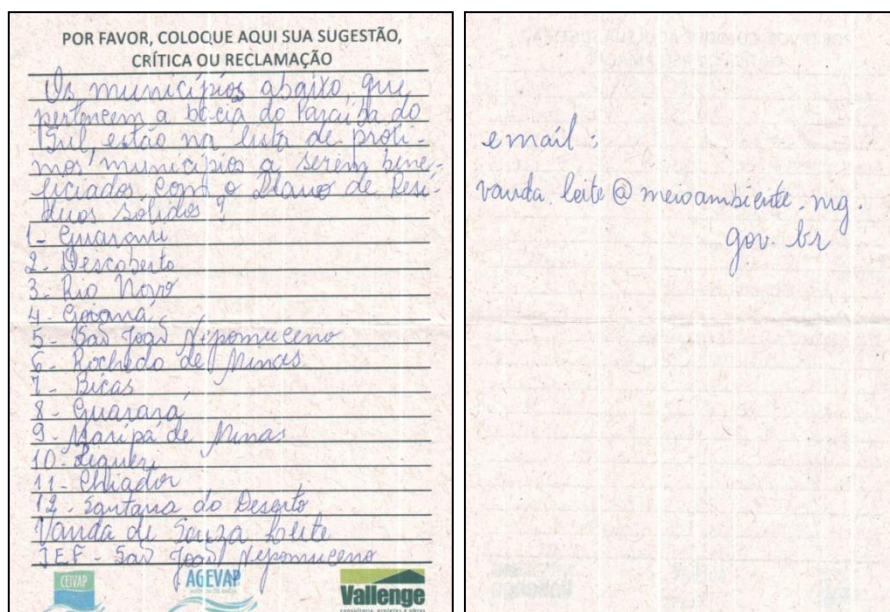 POR FAVOR, COLOQUE AQUI SUA SUGESTÃO,
CRÍTICA OU RECLAMAÇÃO
Os municípios abaixo, que
pertencem a bacia do Paraíba do
Sul, estão na lista de próxi-
mos municípios a serem bene-
ficiados com o Plano de Resí-
duos Sólidos?
1- Guarani
2- Descoberto
3- Rio Novo
4- Goianá
5- São João Nepomuceno
6- Rochedo de Minas
7- Bicas
8- Guarará
9- Maripá de Minas
10- Pequeri
11- Chiador
12- Santana do Deserto
Vanda de Souza Leite
IEF - São João Nepomuceno
CEIVAP
AGEVAP
Vallenge
consultoria, projetos e obras
email:
vanda.leite@meioambiente.mg.
gov.br